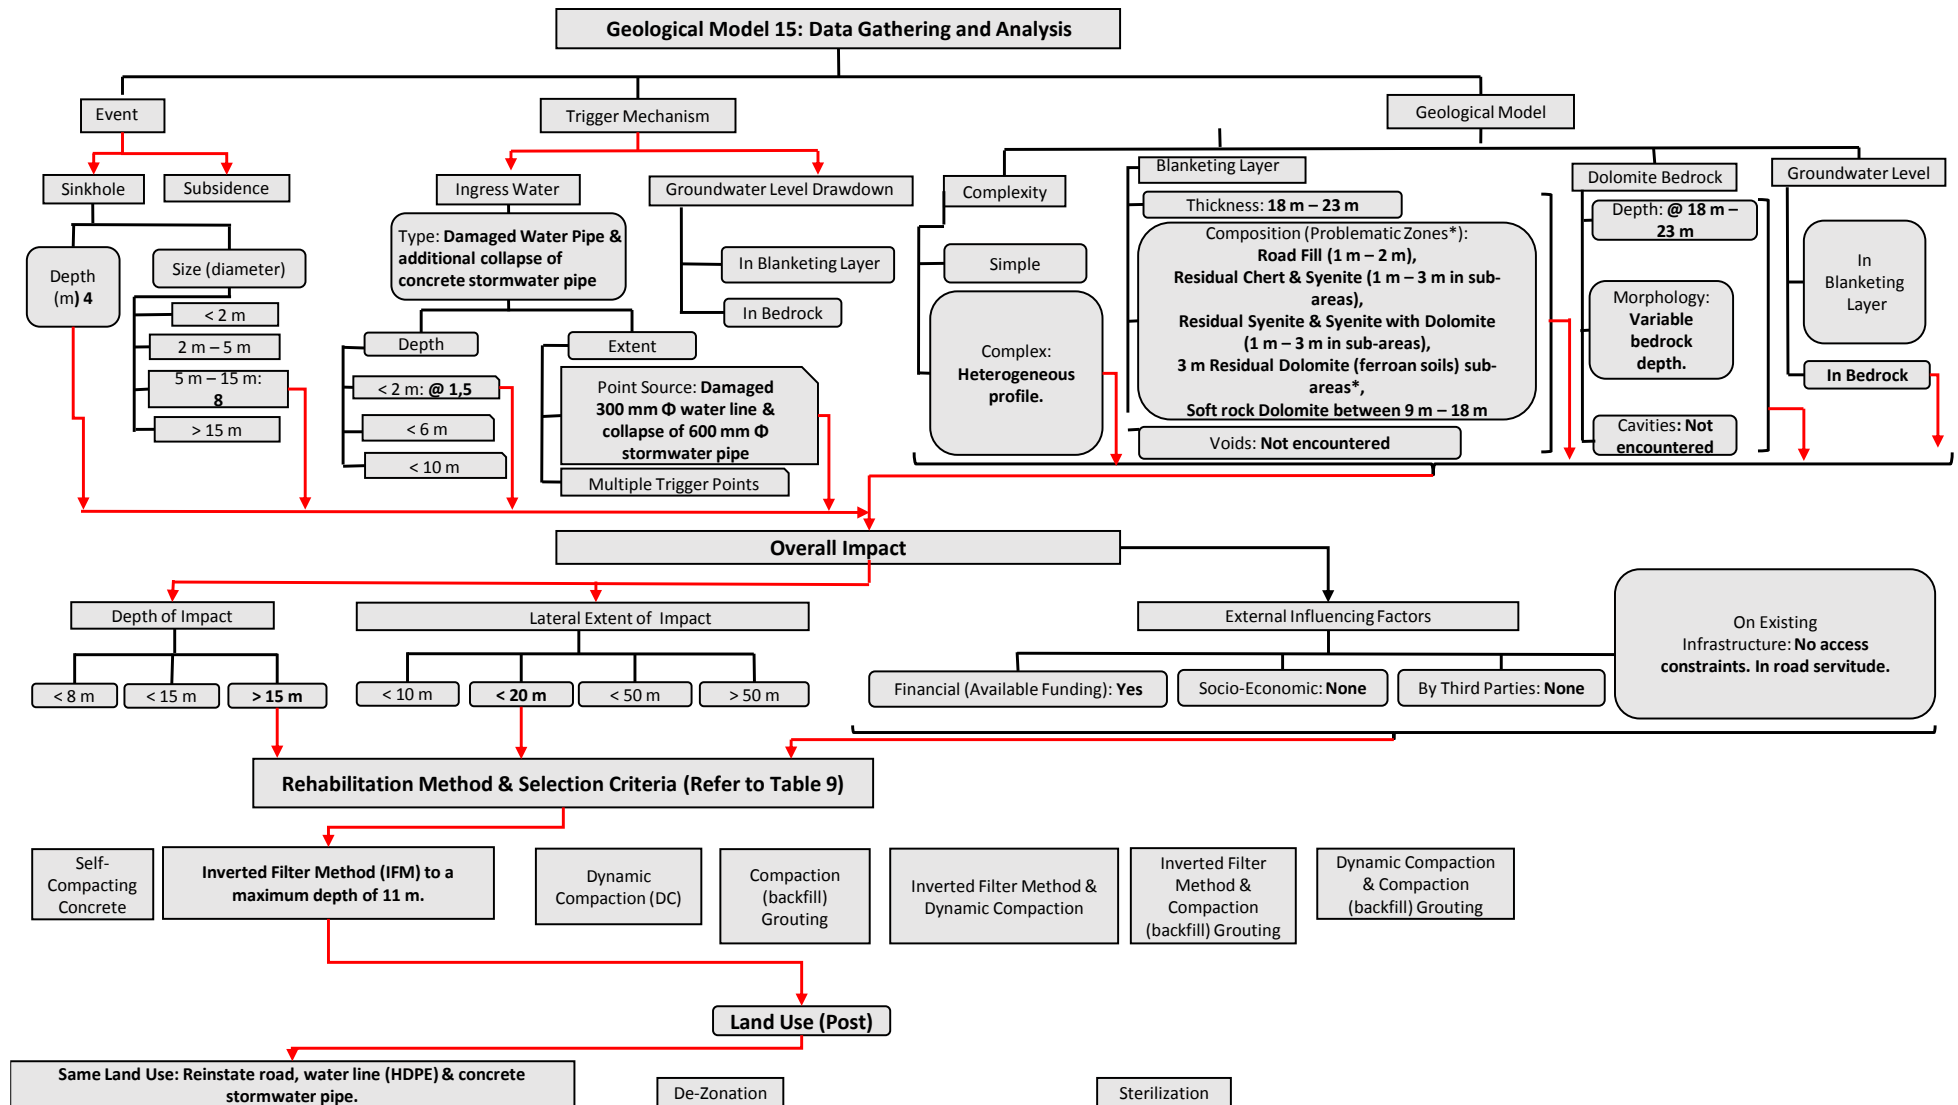 Geological Model 15: Data Gathering and Analysis
Event
Trigger Mechanism
Geological Model
Sinkhole
Subsidence
Ingress Water
Groundwater Level Drawdown
Complexity
Blanketing Layer
Dolomite Bedrock
Groundwater Level
Depth
(m) 4
Size (diameter)
< 2 m
2 m – 5 m
5 m – 15 m:
8
> 15 m
Type: Damaged Water Pipe &
additional collapse of
concrete stormwater pipe
Depth
< 2 m: @ 1,5
< 6 m
< 10 m
Extent
Point Source: Damaged
300 mm Φ water line &
collapse of 600 mm Φ
stormwater pipe
Multiple Trigger Points
In Blanketing Layer
In Bedrock
Simple
Complex:
Heterogeneous
profile.
Thickness: 18 m – 23 m
Composition (Problematic Zones*):
Road Fill (1 m – 2 m),
Residual Chert & Syenite (1 m – 3 m in sub-
areas),
Residual Syenite & Syenite with Dolomite
(1 m – 3 m in sub-areas),
3 m Residual Dolomite (ferroan soils) sub-
areas*,
Soft rock Dolomite between 9 m – 18 m
Voids: Not encountered
Depth: @ 18 m –
23 m
Morphology:
Variable
bedrock
depth.
Cavities: Not
encountered
In
Blanketing
Layer
In Bedrock
Overall Impact
Depth of Impact
Lateral Extent of Impact
External Influencing Factors
< 8 m
< 15 m
> 15 m
< 10 m
< 20 m
< 50 m
> 50 m
Financial (Available Funding): Yes
Socio-Economic: None
By Third Parties: None
On Existing
Infrastructure: No access
constraints. In road servitude.
Rehabilitation Method & Selection Criteria (Refer to Table 9)
Self-
Compacting
Concrete
Inverted Filter Method (IFM) to a
maximum depth of 11 m.
Dynamic
Compaction (DC)
Compaction
(backfill)
Grouting
Inverted Filter Method &
Dynamic Compaction
Inverted Filter
Method &
Compaction
(backfill) Grouting
Dynamic Compaction
& Compaction
(backfill) Grouting
Land Use (Post)
Same Land Use: Reinstate road, water line (HDPE) & concrete
stormwater pipe.
De-Zonation
Sterilization